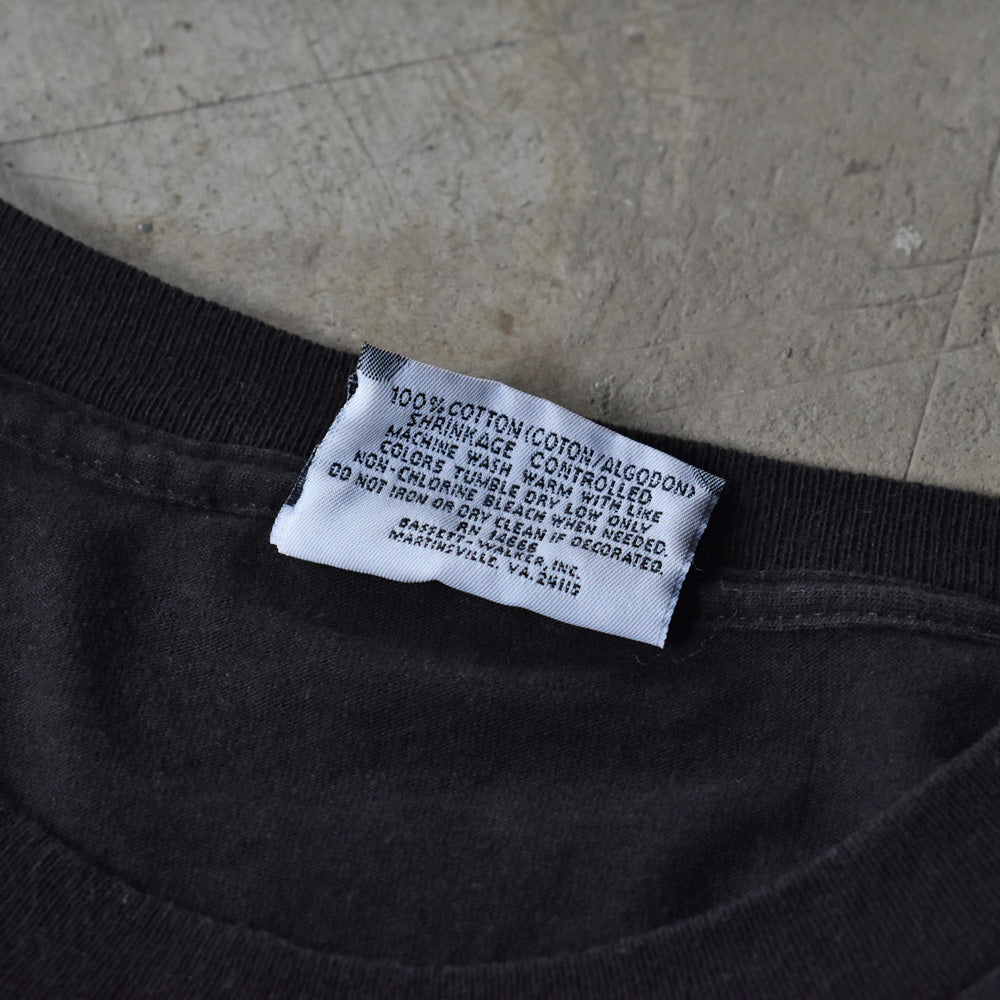 100% COTTON (COTON/ALGODON)
SHRINKAGE CONTROLLED
MACHINE WASH WARM WITH LIKE
COLORS TUMBLE DRY LOW ONLY
NON-CHLORINE BLEACH WHEN NEEDED.
DO NOT IRON OR DRY CLEAN IF DECORATED.
RN 14666
BASSETT-WALKER, INC.
MARTINSVILLE, VA. 24115